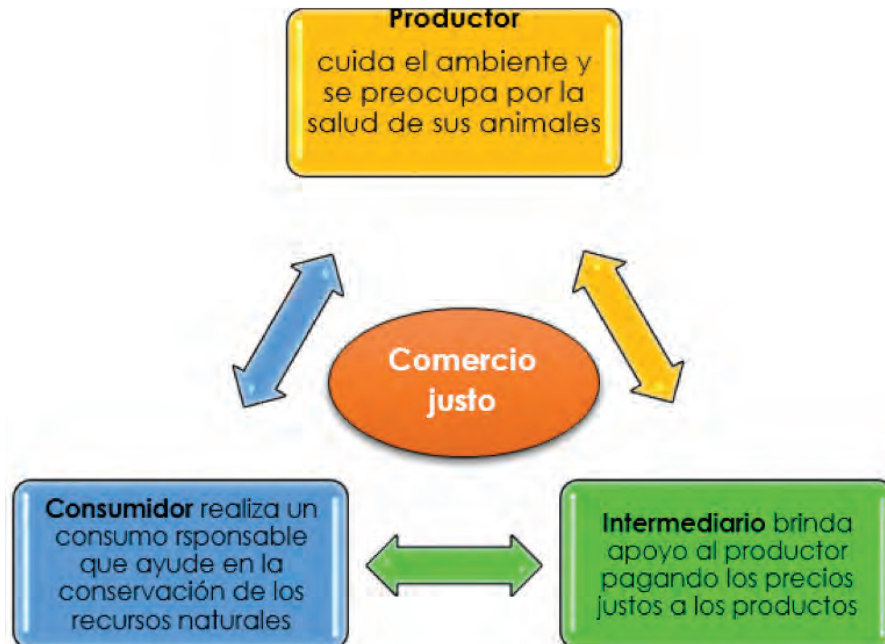 Productor
cuida el ambiente y
se preocupa por la
salud de sus animales
Comercio
justo
Consumidor realiza un
consumo rsponsable
que ayude en la
conservación de los
recursos naturales
Intermediario brinda
apoyo al productor
pagando los precios
justos a los productos